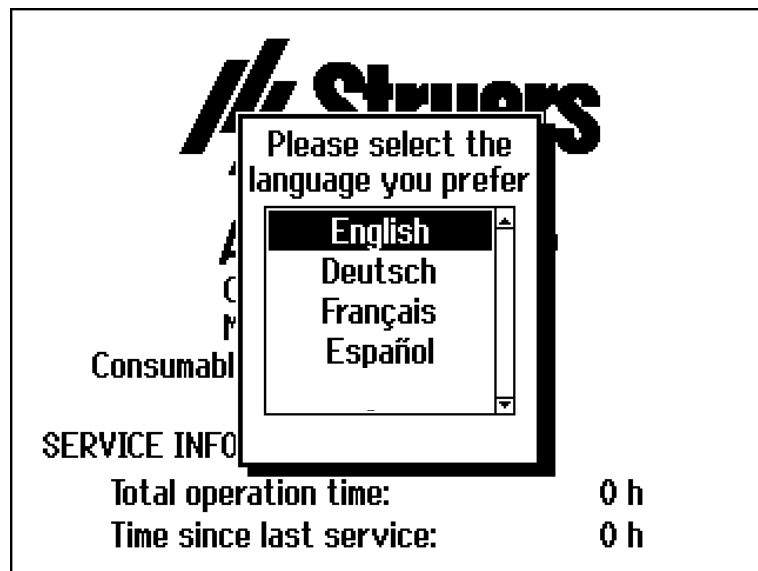 Struers
Please select the
language you prefer
English
Deutsch
Français
Español
Consumabl
SERVICE INFO
Total operation time: 0 h
Time since last service: 0 h